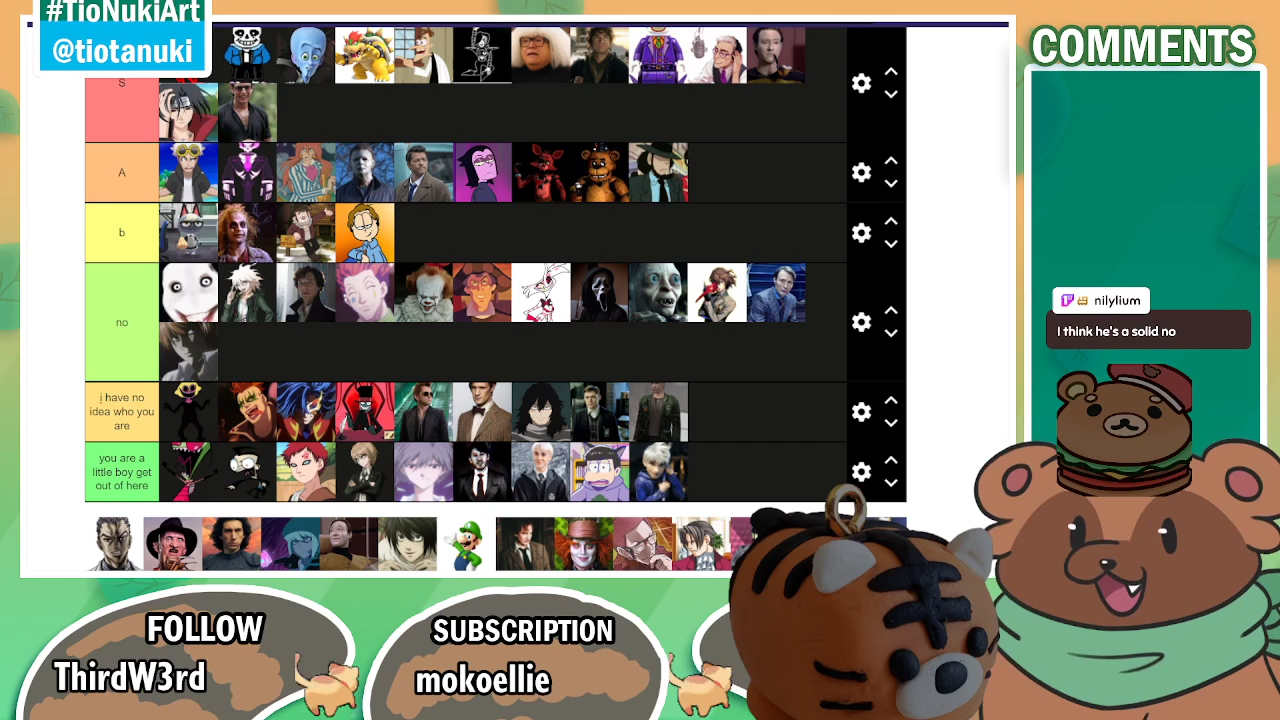 #TioNukiArt
@tiotanuki
COMMENTS
S
A
b
no
i have no
idea who you
are
you are a
little boy get
out of here
nilylium
I think he's a solid no
FOLLOW
ThirdW3rd
SUBSCRIPTION
mokoellie